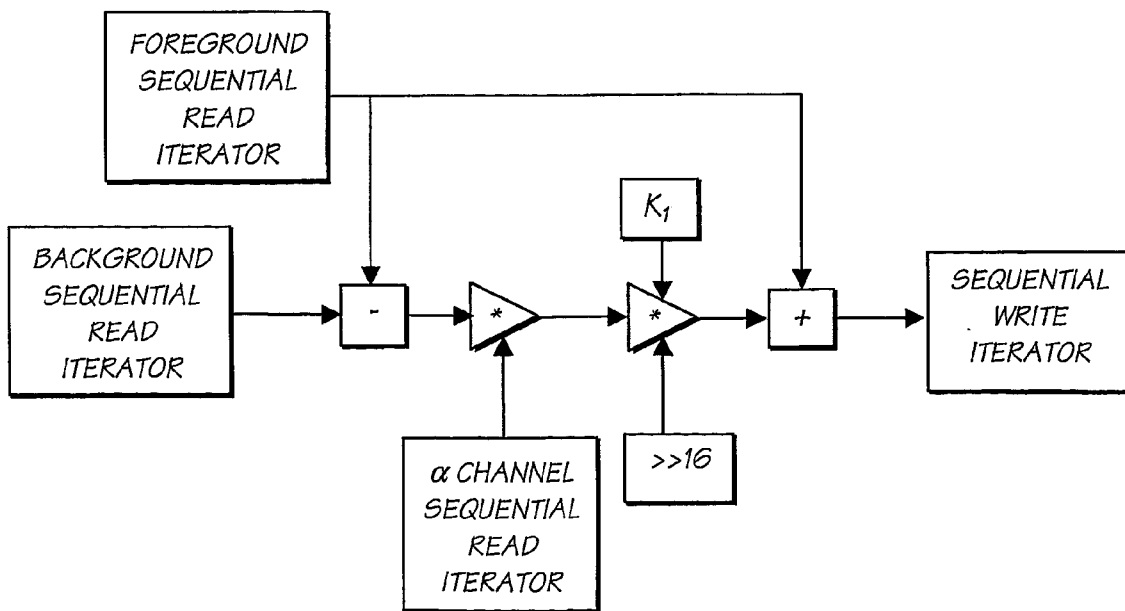 FOREGROUND
SEQUENTIAL
READ
ITERATOR
K₁
BACKGROUND
SEQUENTIAL
READ
ITERATOR
-
*
*
+
SEQUENTIAL
WRITE
ITERATOR
α CHANNEL
SEQUENTIAL
READ
ITERATOR
>>16